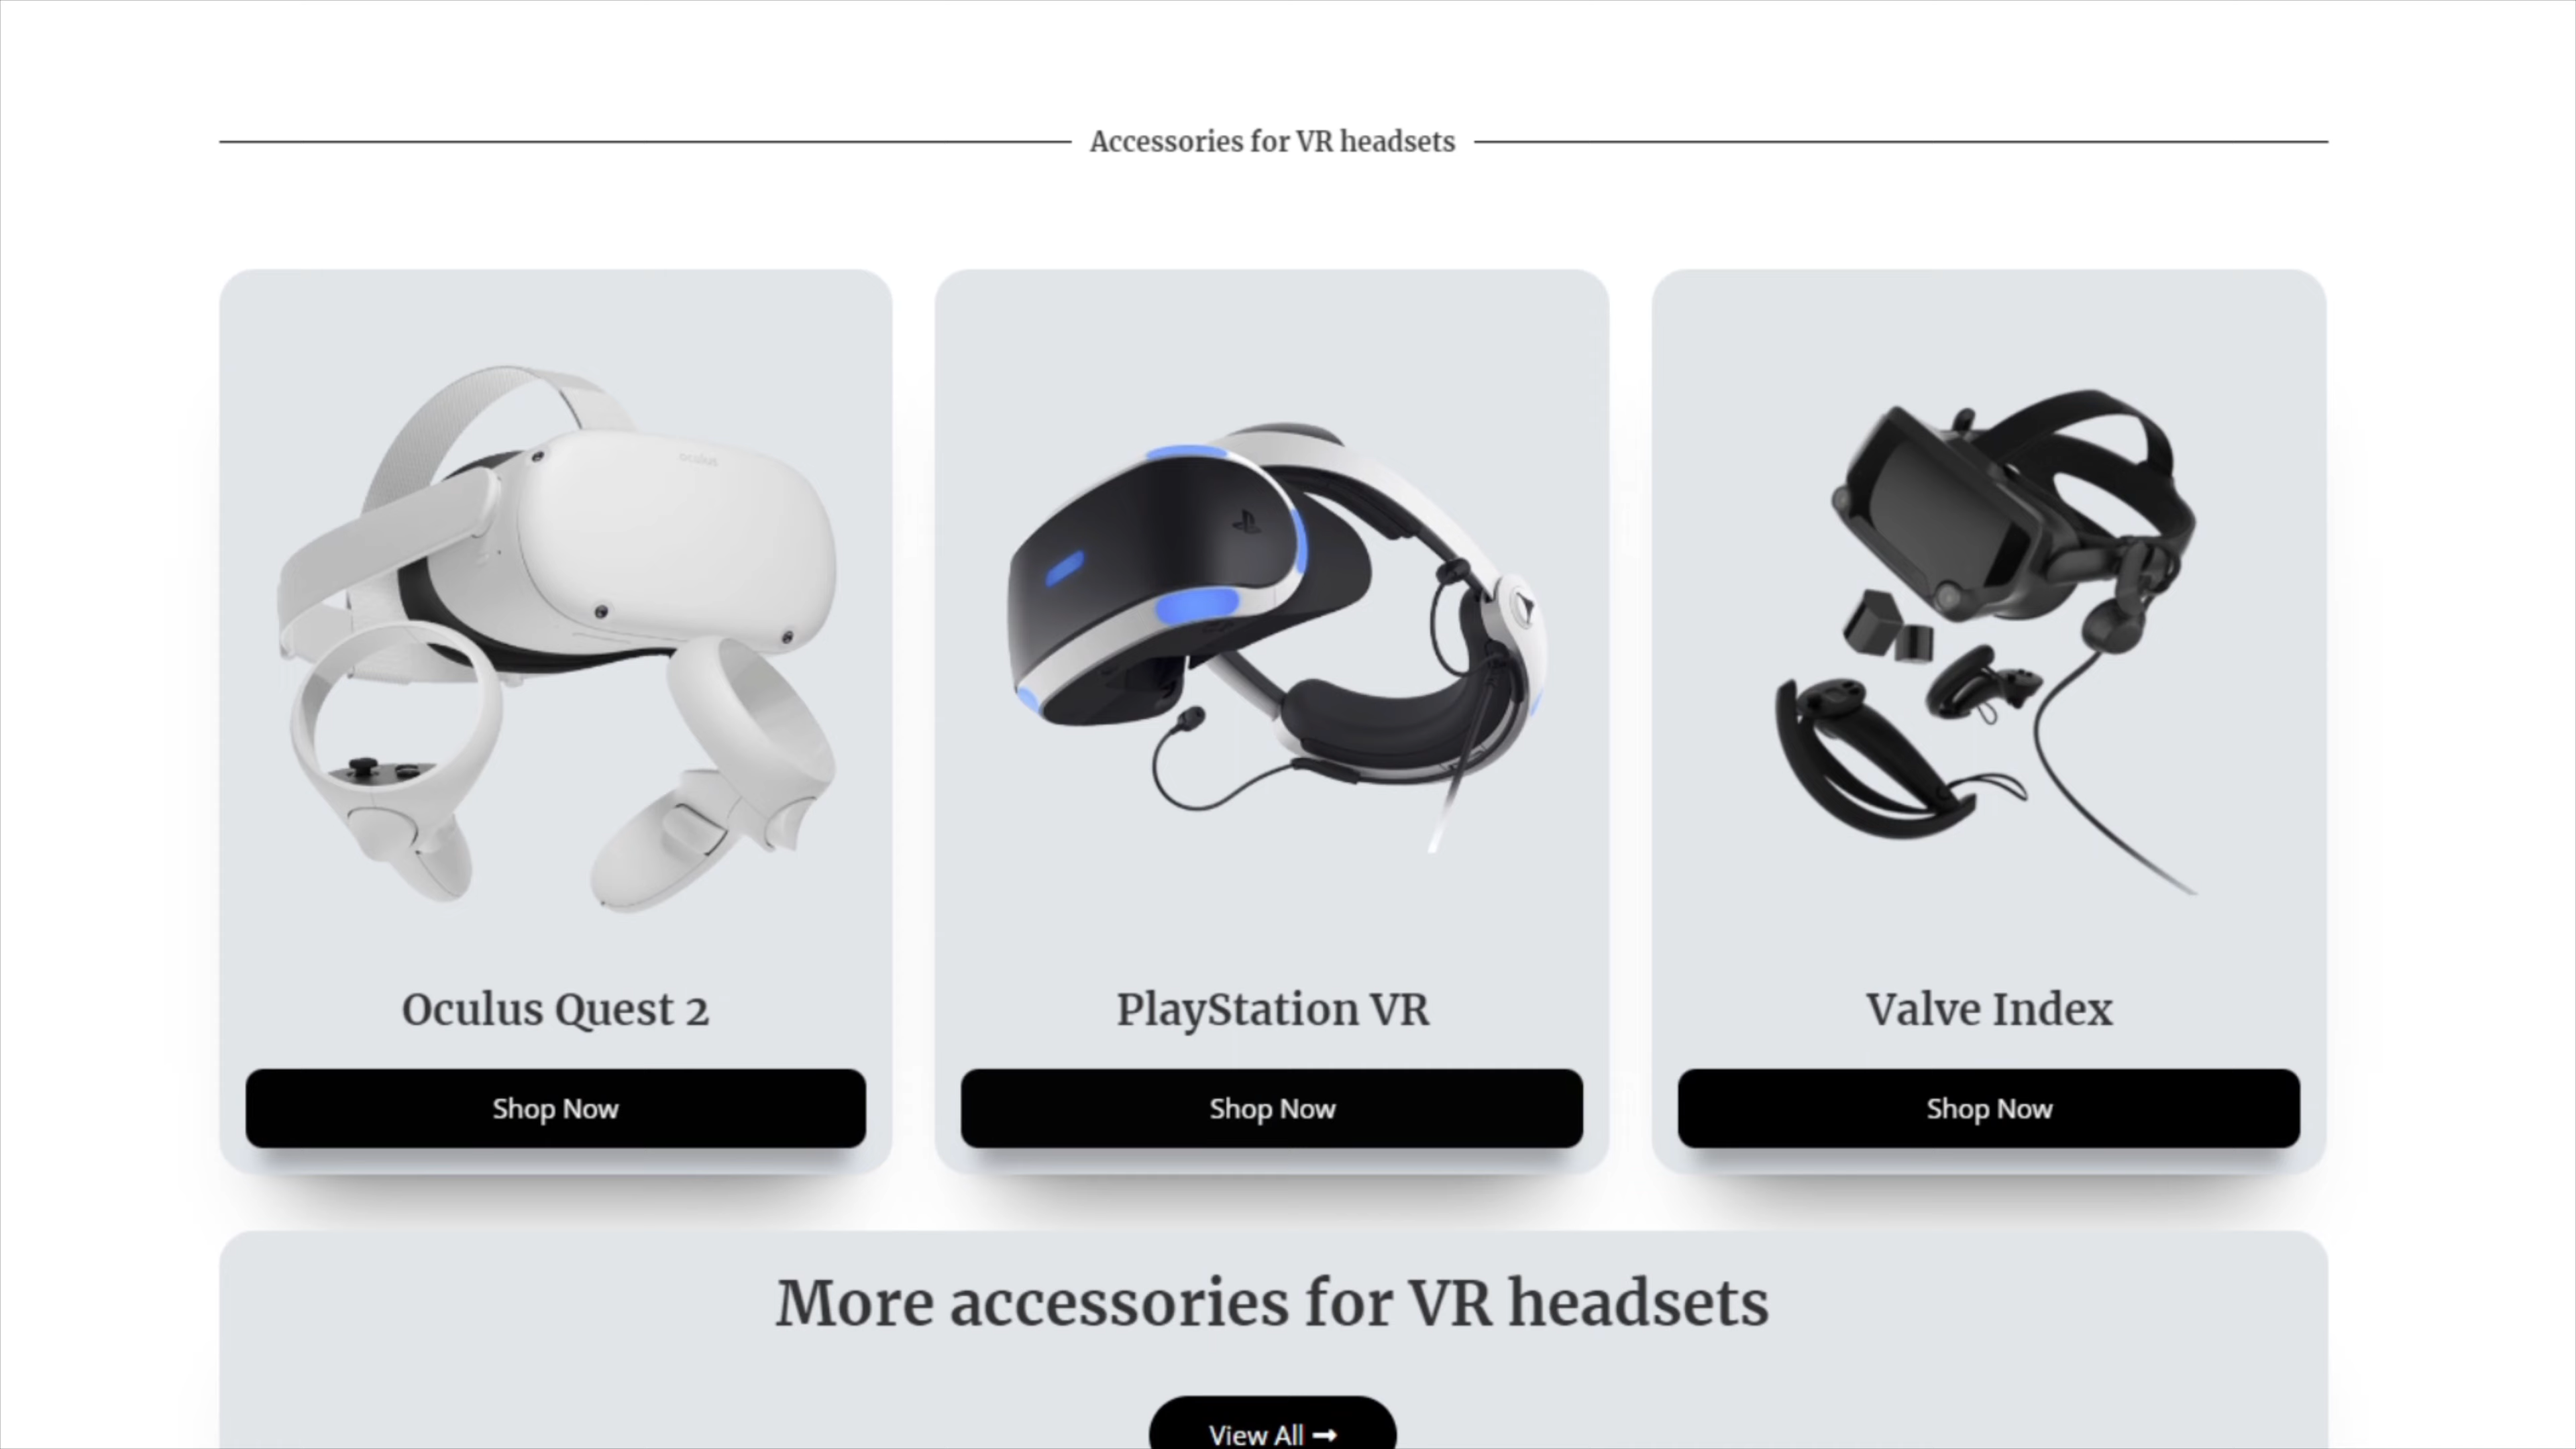 Accessories for VR headsets
oculus
Oculus Quest 2
PlayStation VR
Valve Index
Shop Now
Shop Now
Shop Now
More accessories for VR headsets
View All